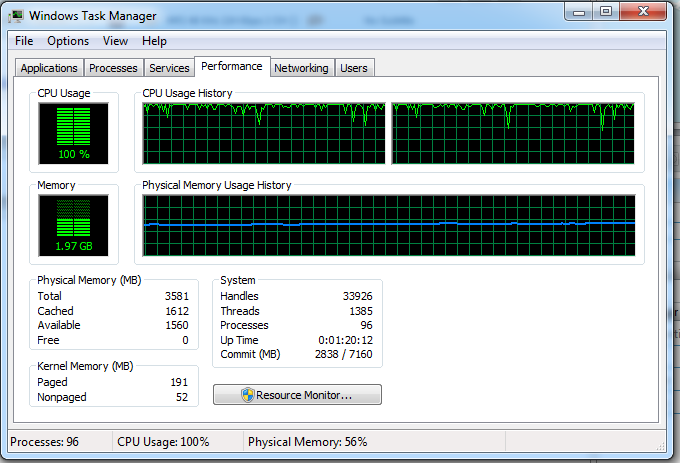 Windows Task Manager
File Options View Help
Applications Processes Services Performance Networking Users
CPU Usage CPU Usage History
100 %
Memory Physical Memory Usage History
1.97 GB
Physical Memory (MB) System
Total 3581 Handles 33926
Cached 1612 Threads 1385
Available 1560 Processes 96
Free 0 Up Time 0:01:20:12
Commit (MB) 2838 / 7160
Kernel Memory (MB)
Paged 191
Nonpaged 52
Resource Monitor...
Processes: 96 CPU Usage: 100% Physical Memory: 56%